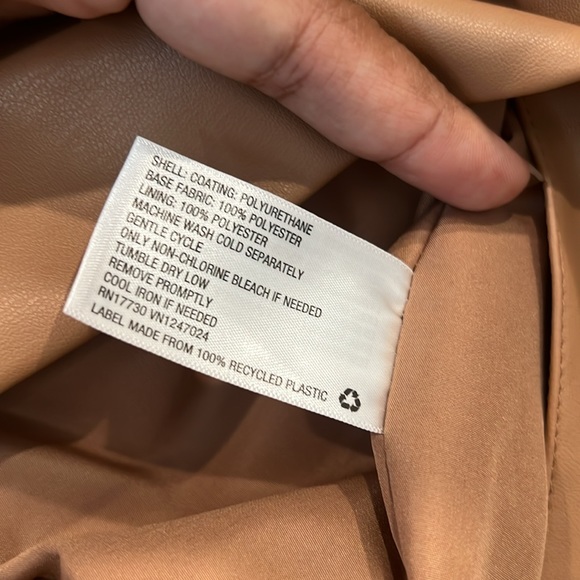 SHELL: COATING: POLYURETHANE
BASE FABRIC: 100% POLYESTER
LINING: 100% POLYESTER
MACHINE WASH COLD SEPARATELY
GENTLE CYCLE
ONLY NON-CHLORINE BLEACH IF NEEDED
TUMBLE DRY LOW
REMOVE PROMPTLY
COOL IRON IF NEEDED
RN17730 VN1247024
LABEL MADE FROM 100% RECYCLED PLASTIC